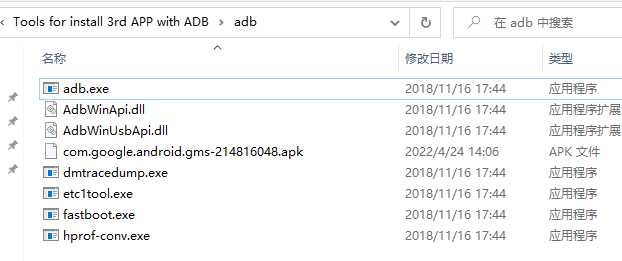 Tools for install 3rd APP with ADB > adb 在 adb 中搜索
名称 修改日期 类型
adb.exe 2018/11/16 17:44 应用程序
AdbWinApi.dll 2018/11/16 17:44 应用程序扩展
AdbWinUsbApi.dll 2018/11/16 17:44 应用程序扩展
com.google.android.gms-214816048.apk 2022/4/24 14:06 APK 文件
dmtracedump.exe 2018/11/16 17:44 应用程序
etc1tool.exe 2018/11/16 17:44 应用程序
fastboot.exe 2018/11/16 17:44 应用程序
hprof-conv.exe 2018/11/16 17:44 应用程序